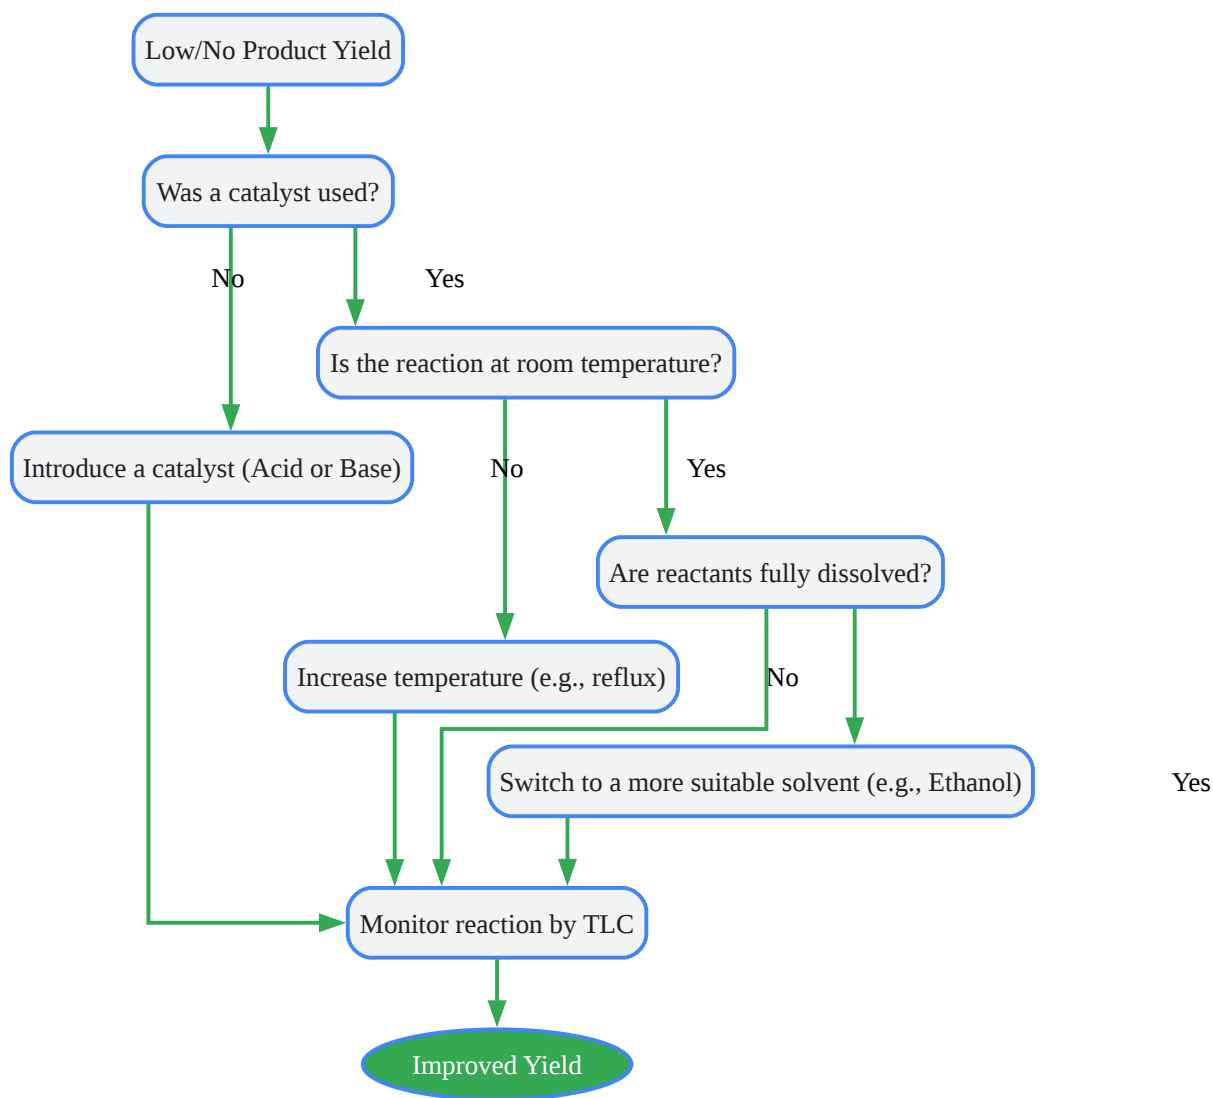 Low/No Product Yield
Was a catalyst used?
No
Yes
Is the reaction at room temperature?
Introduce a catalyst (Acid or Base)
No
Yes
Are reactants fully dissolved?
Increase temperature (e.g., reflux)
No
Switch to a more suitable solvent (e.g., Ethanol)
Yes
Monitor reaction by TLC
Improved Yield